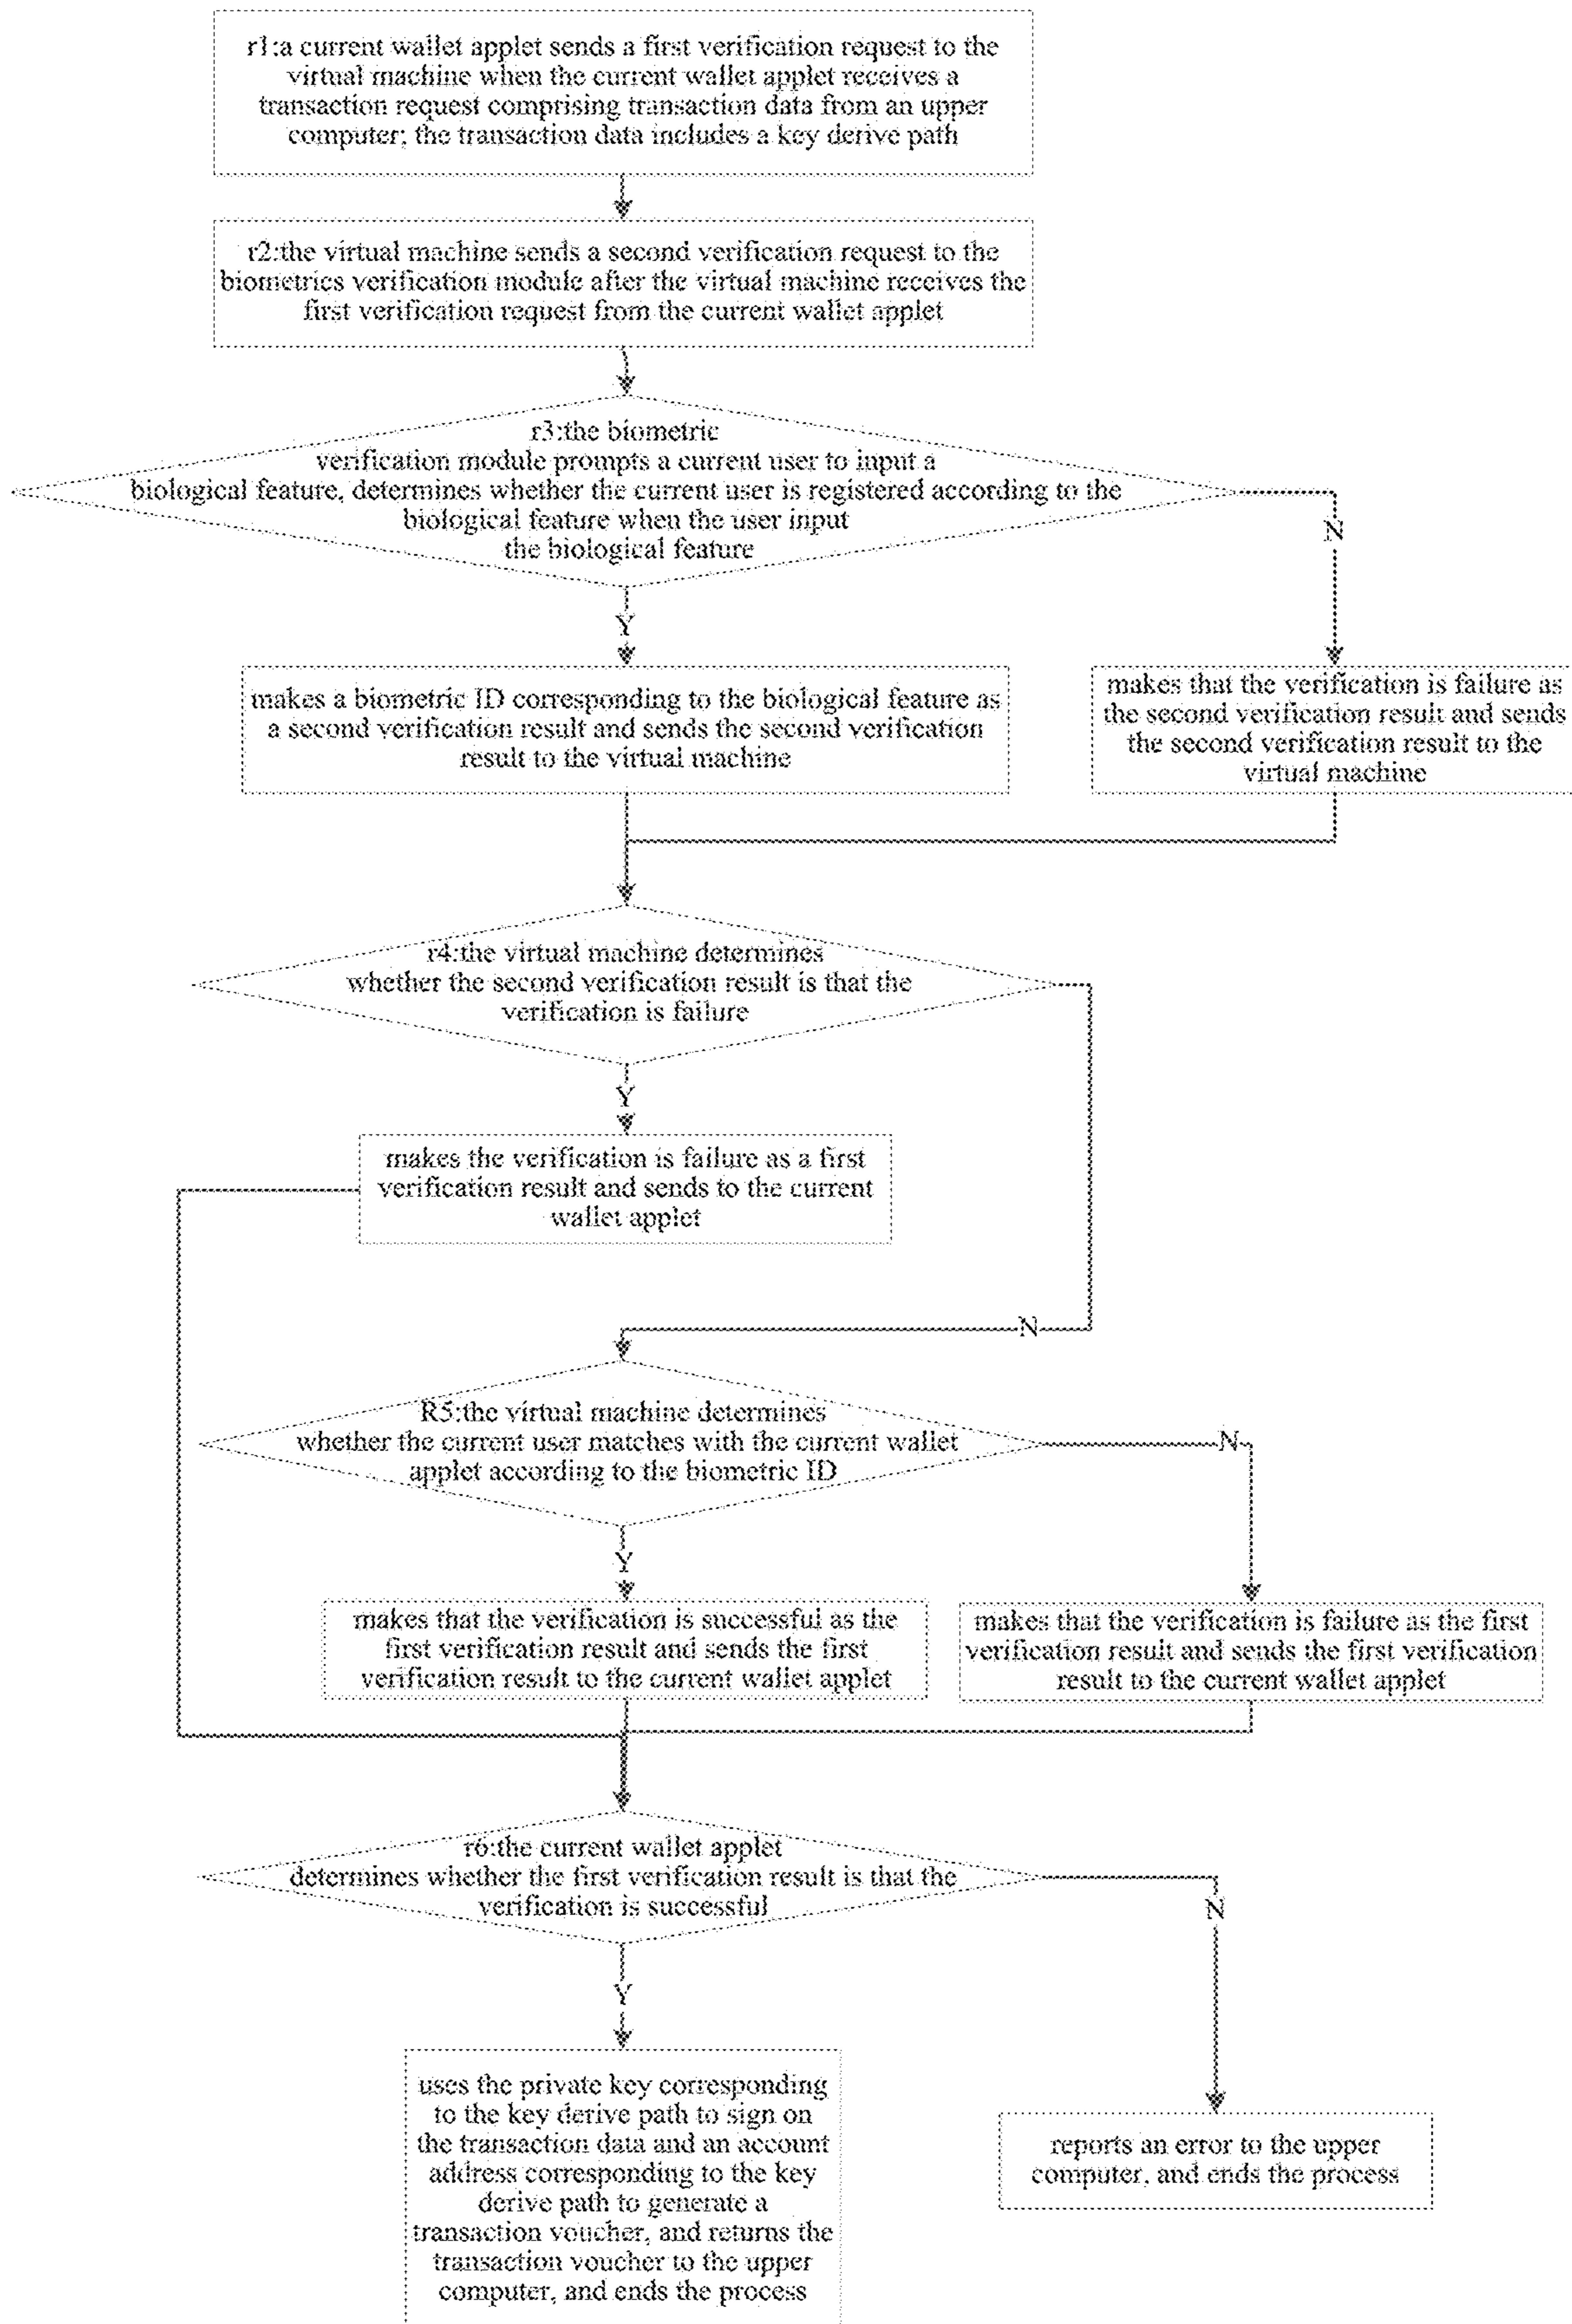 r1:a current wallet applet sends a first verification request to the
virtual machine when the current wallet applet receives a
transaction request comprising transaction data from an upper
computer; the transaction data includes a key derive path
r2:the virtual machine sends a second verification request to the
biometrics verification module after the virtual machine receives the
first verification request from the current wallet applet
r3:the biometric
verification module prompts a current user to input a
biological feature, determines whether the current user is registered according to the
biological feature when the user input
the biological feature
N
Y
makes a biometric ID corresponding to the biological feature as
a second verification result and sends the second verification
result to the virtual machine
makes that the verification is failure as
the second verification result and sends
the second verification result to the
virtual machine
r4:the virtual machine determines
whether the second verification result is that the
verification is failure
Y
makes the verification is failure as a first
verification result and sends to the current
wallet applet
N
R5:the virtual machine determines
whether the current user matches with the current wallet
applet according to the biometric ID
N
Y
makes that the verification is successful as the
first verification result and sends the first
verification result to the current wallet applet
makes that the verification is failure as the first
verification result and sends the first verification
result to the current wallet applet
r6:the current wallet applet
determines whether the first verification result is that the
verification is successful
N
Y
uses the private key corresponding
to the key derive path to sign on
the transaction data and an account
address corresponding to the key
derive path to generate a
transaction voucher, and returns the
transaction voucher to the upper
computer, and ends the process
reports an error to the upper
computer, and ends the process